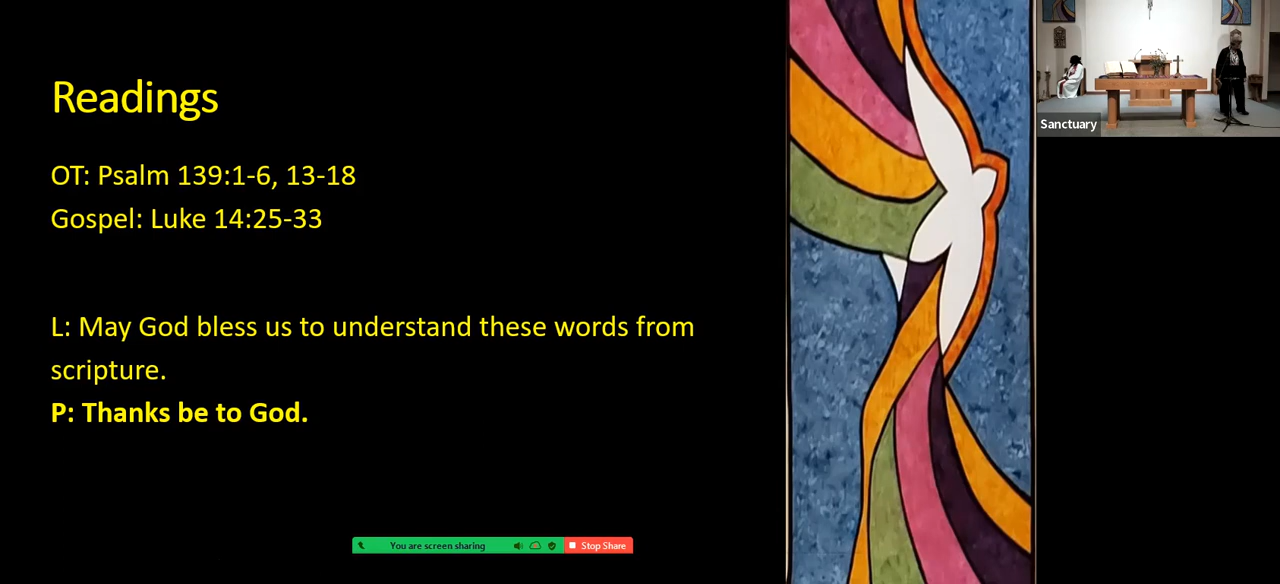 Readings
OT: Psalm 139:1-6, 13-18
Gospel: Luke 14:25-33
L: May God bless us to understand these words from
scripture.
P: Thanks be to God.
Sanctuary
You are screen sharing
Stop Share